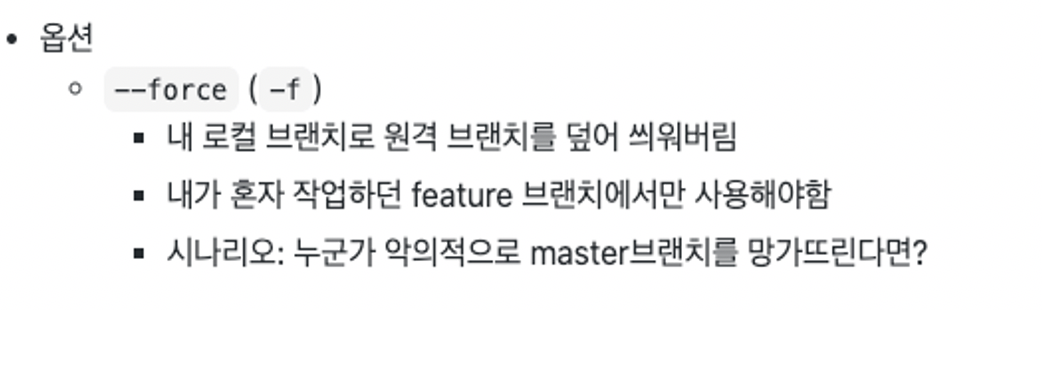 옵션
--force (-f)
내 로컬 브랜치로 원격 브랜치를 덮어 씌워버림
내가 혼자 작업하던 feature 브랜치에서만 사용해야함
시나리오: 누군가 악의적으로 master브랜치를 망가뜨린다면?